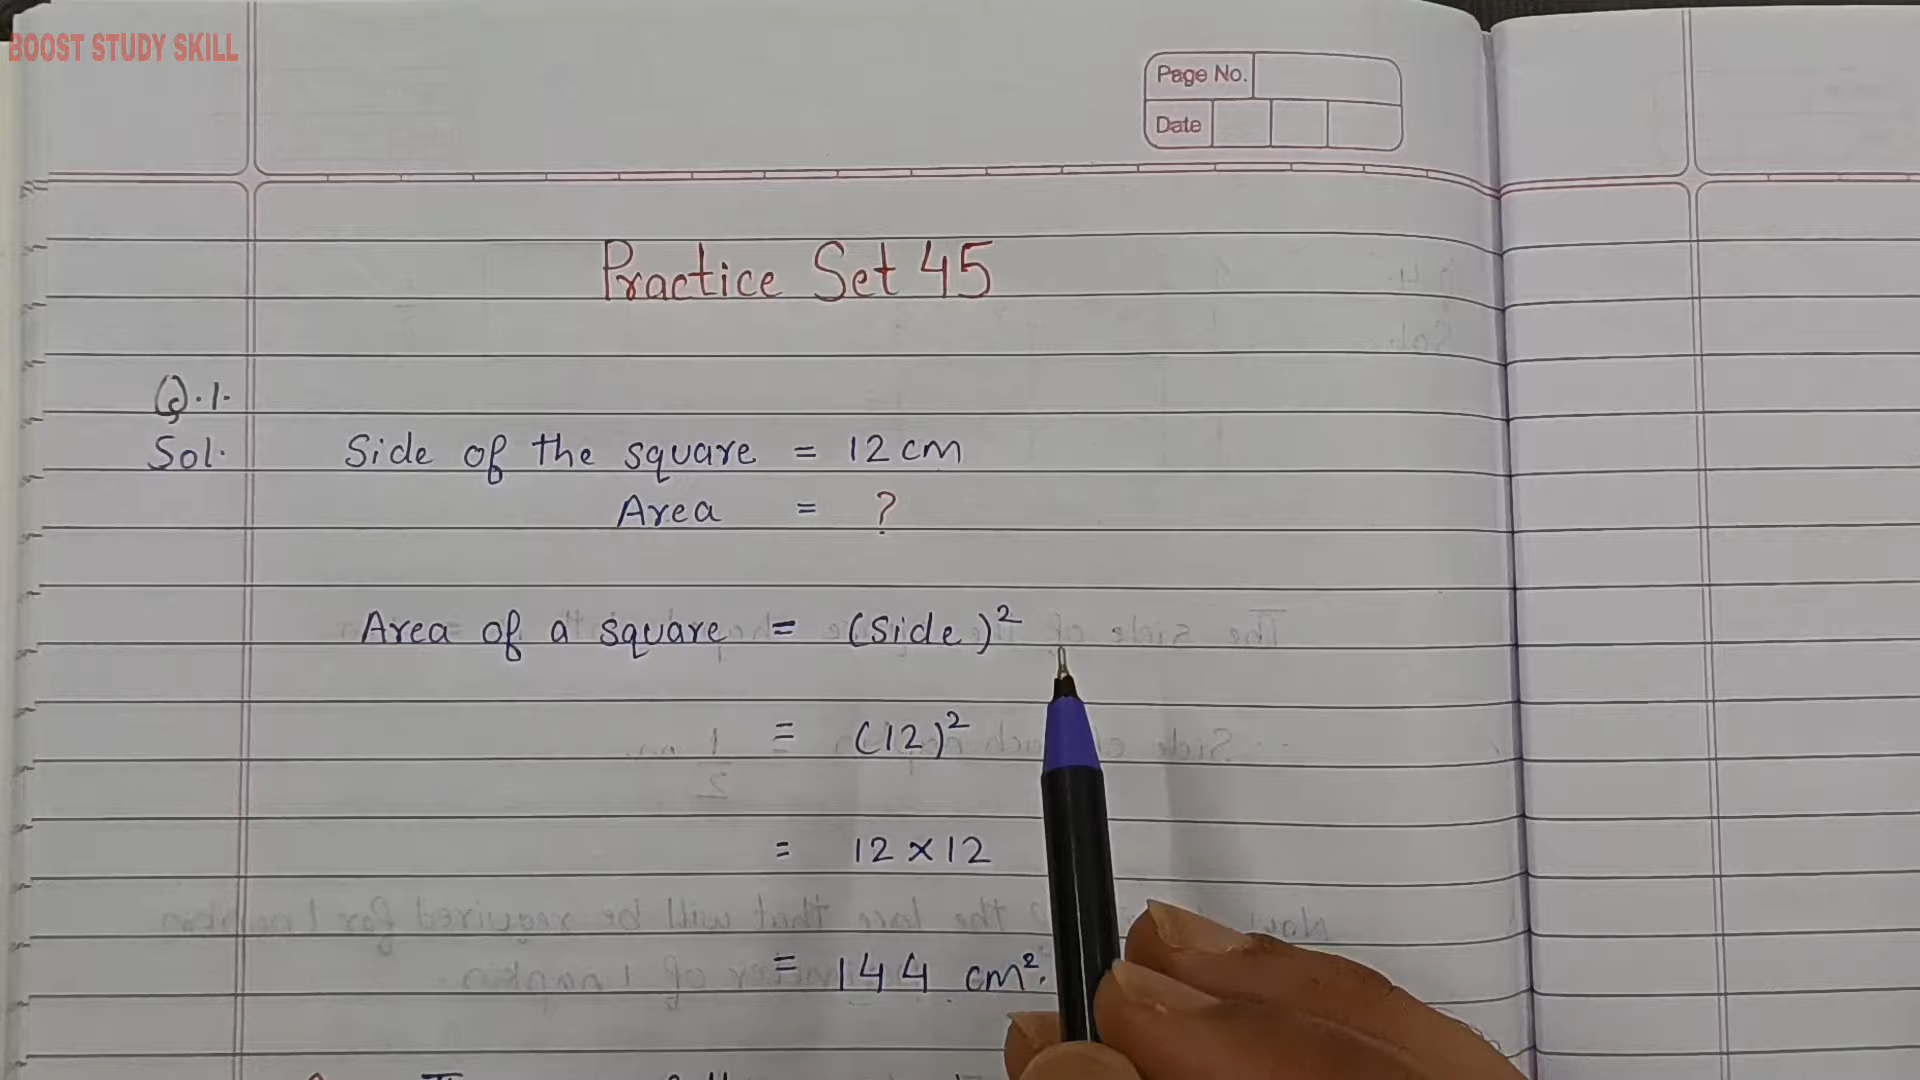 BOOST STUDY SKILL
Page No.
Date
Practice Set 45
Q.1.
Sol. Side of the square = 12 cm
Area = ?
Area of a square = (Side)²
= (12)²
= 12 × 12
= 144 cm².